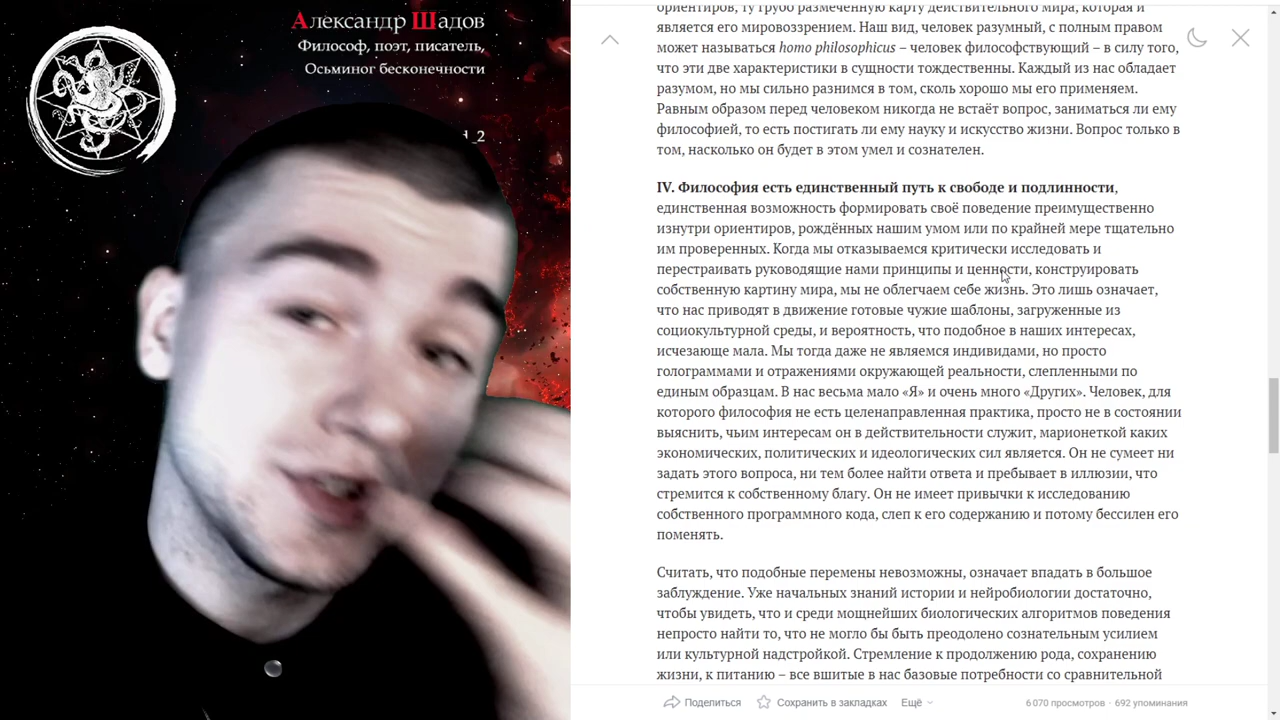 Александр Шадов
Философ, поэт, писатель,
Осьминог бесконечности
d_2
ориентиров, ту грубо размеченную карту действительного мира, которая и
является его мировоззрением. Наш вид, человек разумный, с полным правом
может называться homo philosophicus – человек философствующий – в силу того,
что эти две характеристики в сущности тождественны. Каждый из нас обладает
разумом, но мы сильно разнимся в том, сколь хорошо мы его применяем.
Равным образом перед человеком никогда не встаёт вопрос, заниматься ли ему
философией, то есть постигать ли ему науку и искусство жизни. Вопрос только в
том, насколько он будет в этом умел и сознателен.
IV. Философия есть единственный путь к свободе и подлинности,
единственная возможность формировать своё поведение преимущественно
изнутри ориентиров, рождённых нашим умом или по крайней мере тщательно
им проверенных. Когда мы отказываемся критически исследовать и
перестраивать руководящие нами принципы и ценности, конструировать
собственную картину мира, мы не облегчаем себе жизнь. Это лишь означает,
что нас приводят в движение готовые чужие шаблоны, загруженные из
социокультурной среды, и вероятность, что подобное в наших интересах,
исчезающе мала. Мы тогда даже не являемся индивидами, но просто
голограммами и отражениями окружающей реальности, слепленными по
единым образцам. В нас весьма мало «Я» и очень много «Других». Человек, для
которого философия не есть целенаправленная практика, просто не в состоянии
выяснить, чьим интересам он в действительности служит, марионеткой каких
экономических, политических и идеологических сил является. Он не сумеет ни
задать этого вопроса, ни тем более найти ответа и пребывает в иллюзии, что
стремится к собственному благу. Он не имеет привычки к исследованию
собственного программного кода, слеп к его содержанию и потому бессилен его
поменять.
Считать, что подобные перемены невозможны, означает впадать в большое
заблуждение. Уже начальных знаний истории и нейробиологии достаточно,
чтобы увидеть, что и среди мощнейших биологических алгоритмов поведения
непросто найти то, что не могло бы быть преодолено сознательным усилием
или культурной надстройкой. Стремление к продолжению рода, сохранению
жизни, к питанию – все вшитые в нас базовые потребности со сравнительной
Поделиться
Сохранить в закладках
Ещё
6 070 просмотров · 692 упоминания